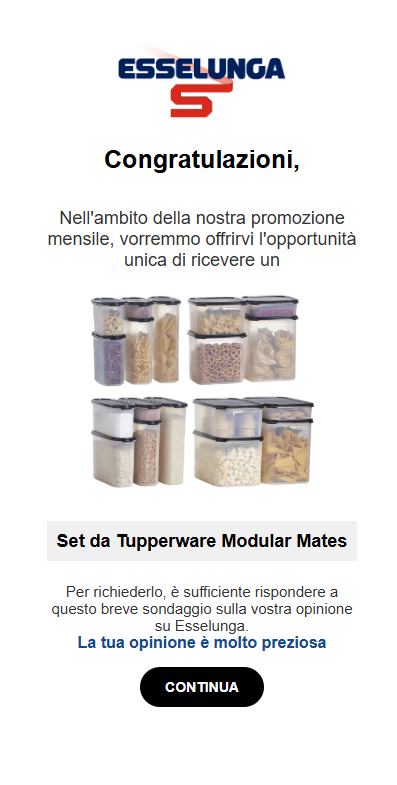 ESSELUNGA
S
Congratulazioni,
Nell'ambito della nostra promozione
mensile, vorremmo offrirvi l'opportunità
unica di ricevere un
Set da Tupperware Modular Mates
Per richiederlo, è sufficiente rispondere a
questo breve sondaggio sulla vostra opinione
su Esselunga.
La tua opinione è molto preziosa
CONTINUA